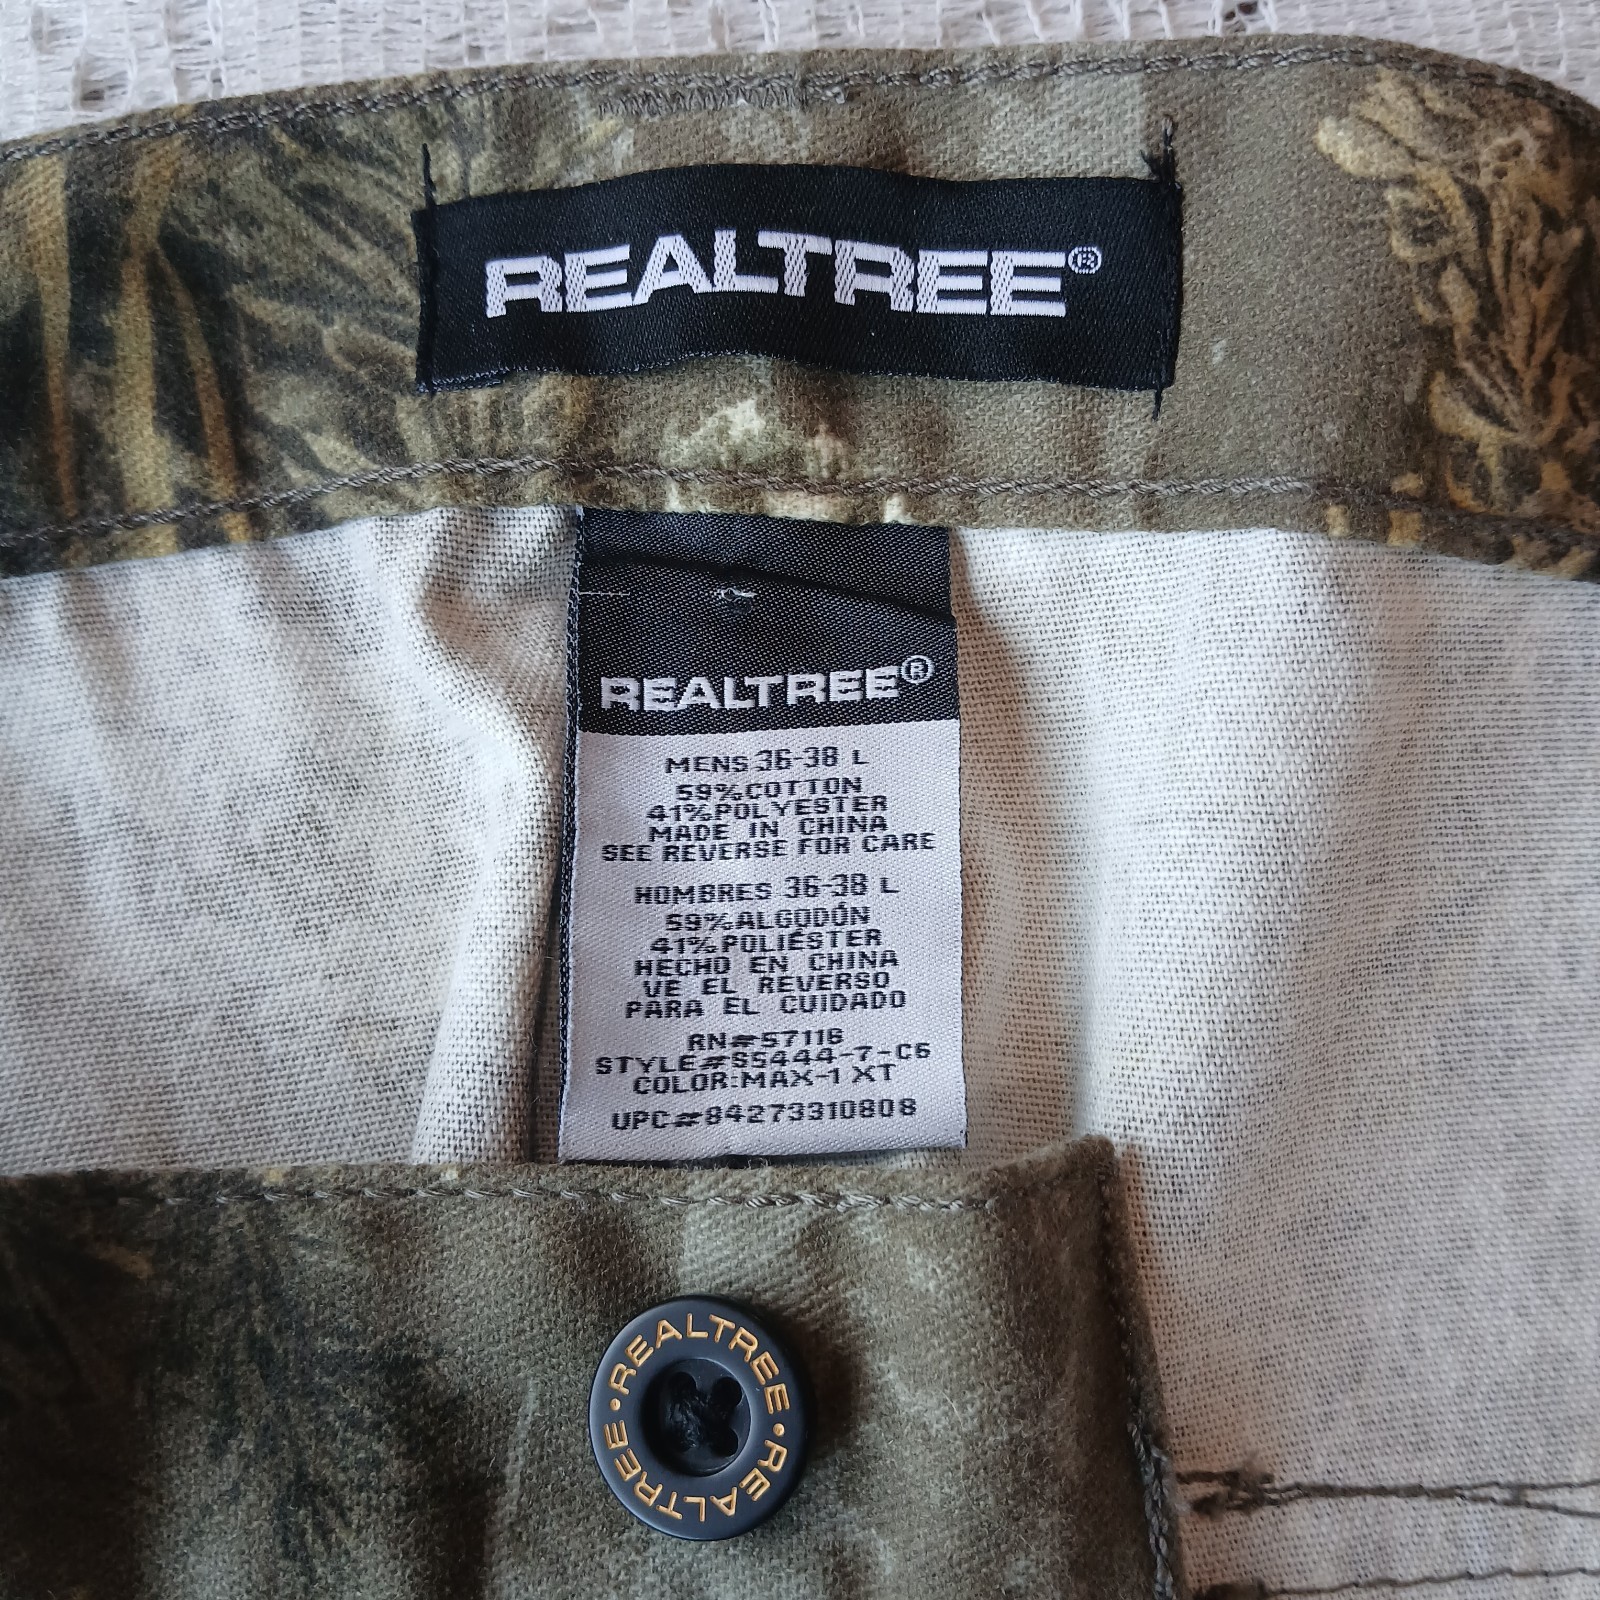 REALTREE®
REALTREE®
MENS 36-38 L
59%COTTON
41%POLYESTER
MADE IN CHINA
SEE REVERSE FOR CARE
HOMBRES 36-38 L
59%ALGODÓN
41%POLIÉSTER
HECHO EN CHINA
VE EL REVERSO
PARA EL CUIDADO
RN#57116
STYLE#S5444-7-C6
COLOR:MAX-1 XT
UPC#84273310808
REALTREE•REALTREE•REALTREE•